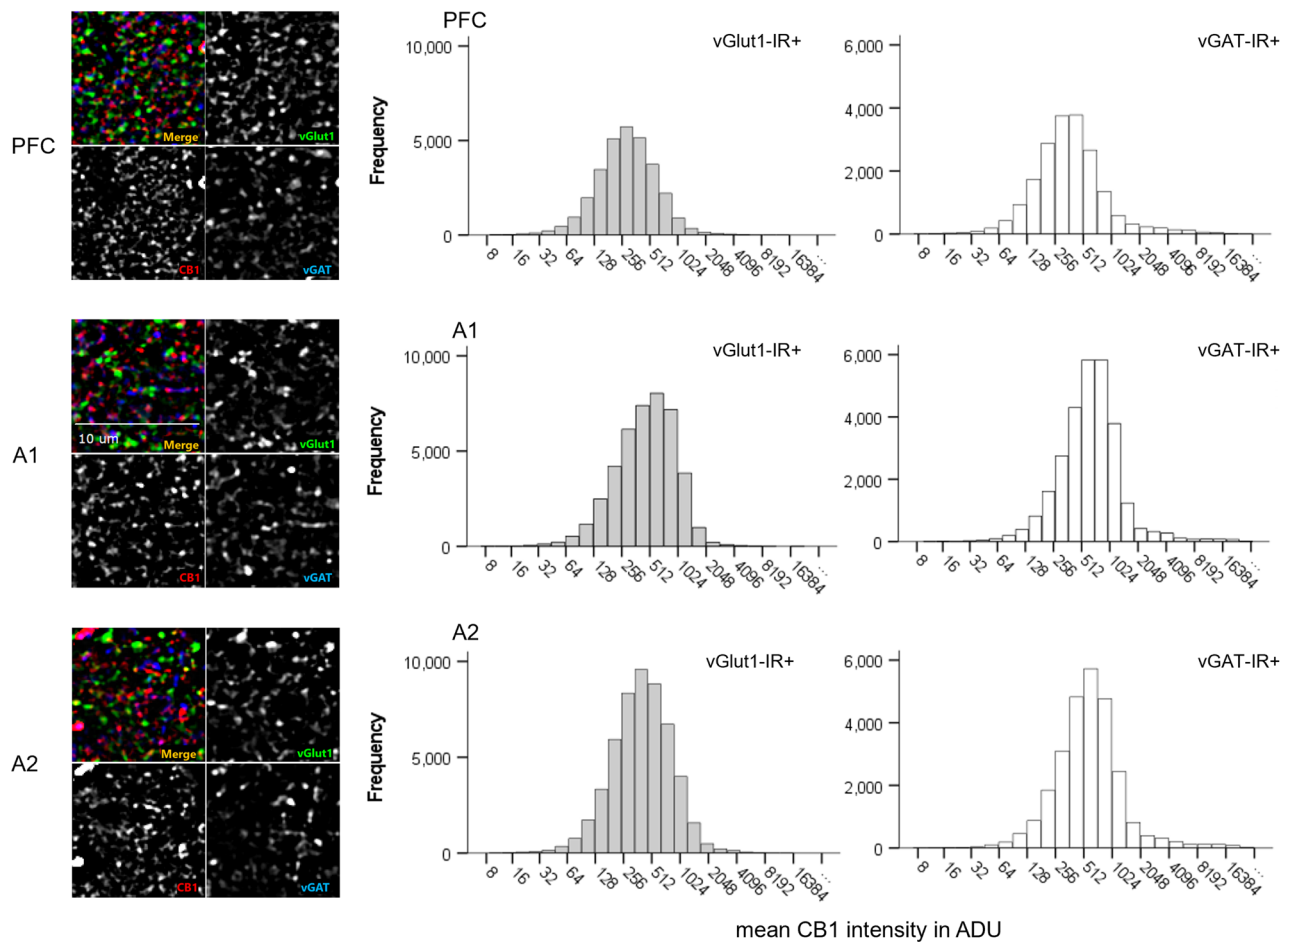 PFC
Merge
vGlut1
CB1
vGAT
PFC
vGlut1-IR+
10,000
5,000
0
Frequency
8 16 32 64 128 256 512 1024 2048 4096 8192 16384 ...
vGAT-IR+
6,000
4,000
2,000
0
8 16 32 64 128 256 512 1024 2048 4096 8192 16384 ...
A1
10 um
Merge
vGlut1
CB1
vGAT
A1
vGlut1-IR+
10,000
5,000
0
Frequency
8 16 32 64 128 256 512 1024 2048 4096 8192 16384 ...
vGAT-IR+
6,000
4,000
2,000
0
8 16 32 64 128 256 512 1024 2048 4096 8192 16384 ...
A2
Merge
vGlut1
CB1
vGAT
A2
vGlut1-IR+
10,000
5,000
0
Frequency
8 16 32 64 128 256 512 1024 2048 4096 8192 16384 ...
vGAT-IR+
6,000
4,000
2,000
0
8 16 32 64 128 256 512 1024 2048 4096 8192 16384 ...
mean CB1 intensity in ADU